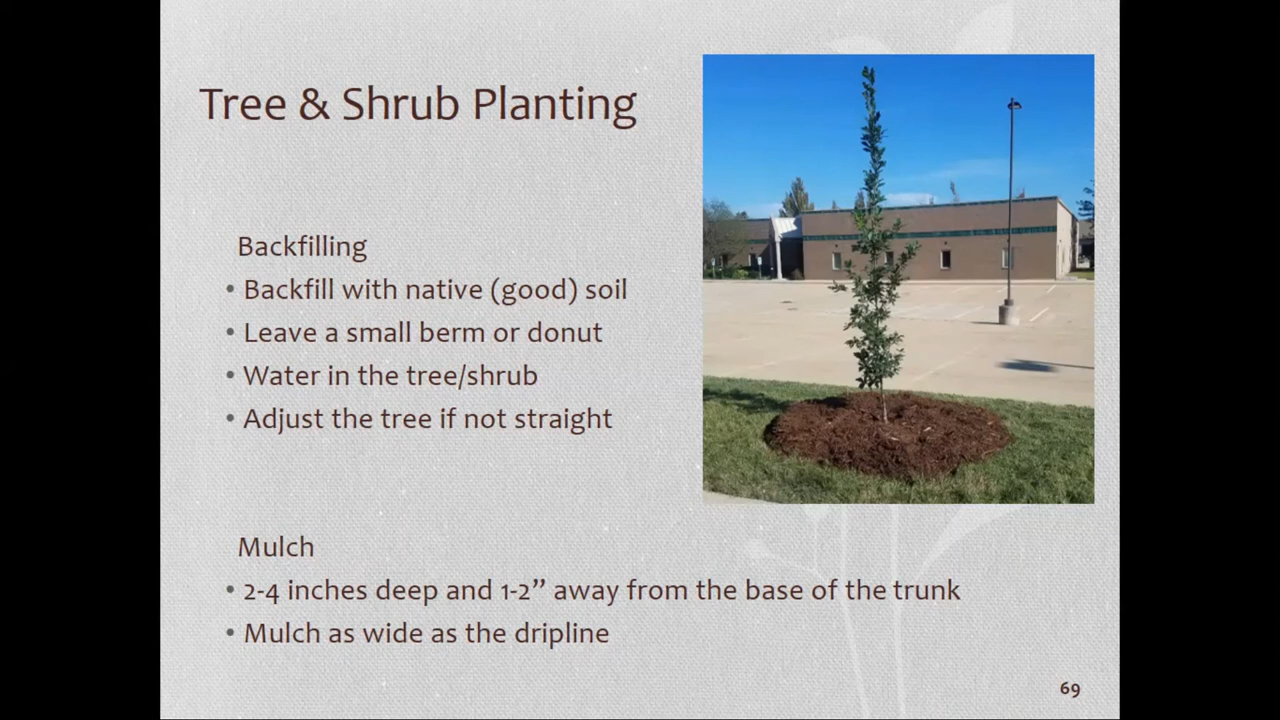 Tree & Shrub Planting
Backfilling
• Backfill with native (good) soil
• Leave a small berm or donut
• Water in the tree/shrub
• Adjust the tree if not straight
Mulch
• 2-4 inches deep and 1-2” away from the base of the trunk
• Mulch as wide as the dripline
69